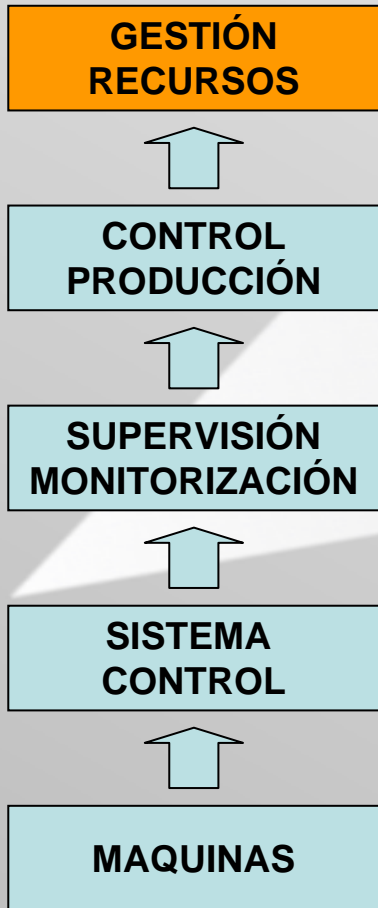 GESTIÓN
RECURSOS
CONTROL
PRODUCCIÓN
SUPERVISIÓN
MONITORIZACIÓN
SISTEMA
CONTROL
MAQUINAS